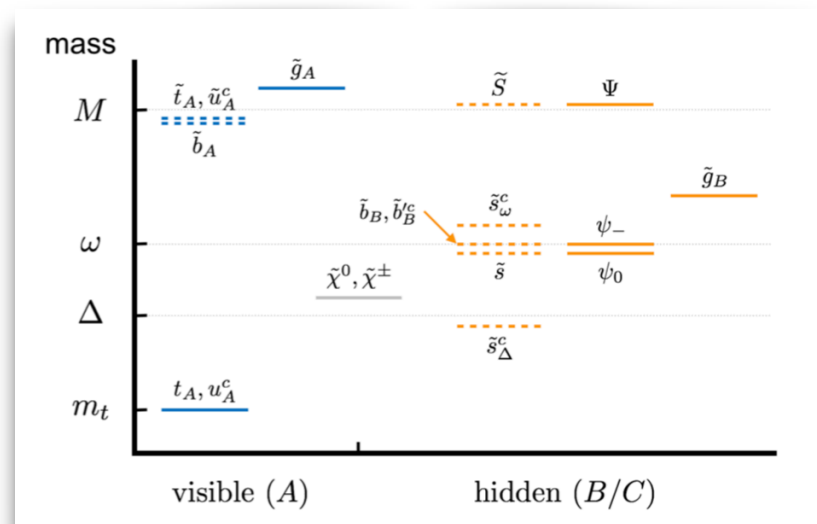 mass
g̃_A
t̃_A, ũ^c_A
S̃
Ψ
M
b̃_A
g̃_B
b̃_B, b̃′^c_B
s̃^c_ω
ψ_−
ω
s̃
ψ_0
χ̃^0, χ̃^±
Δ
s̃^c_Δ
t_A, u^c_A
m_t
visible (A)
hidden (B/C)